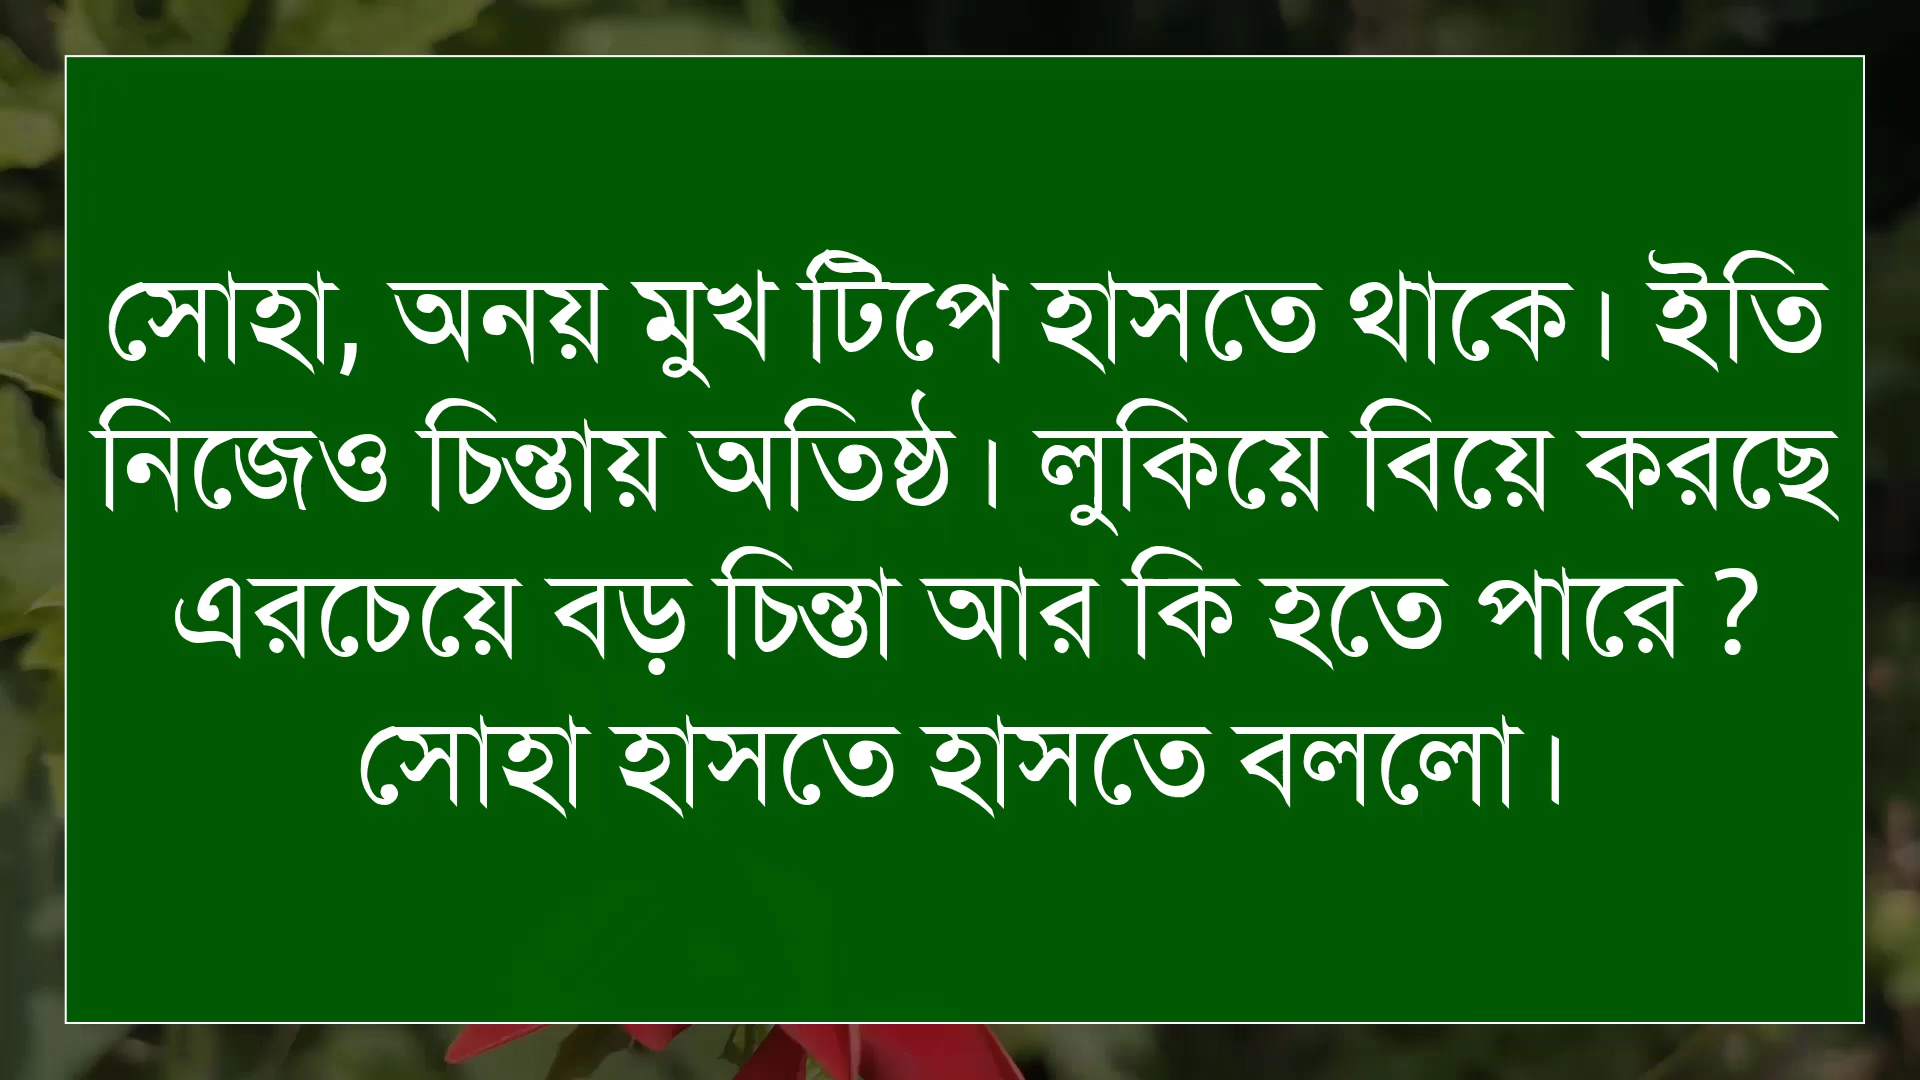 সোহা, অনয় মুখ টিপে হাসতে থাকে। ইতি
নিজেও চিন্তায় অতিষ্ঠ। লুকিয়ে বিয়ে করছে
এরচেয়ে বড় চিন্তা আর কি হতে পারে ?
সোহা হাসতে হাসতে বললো।